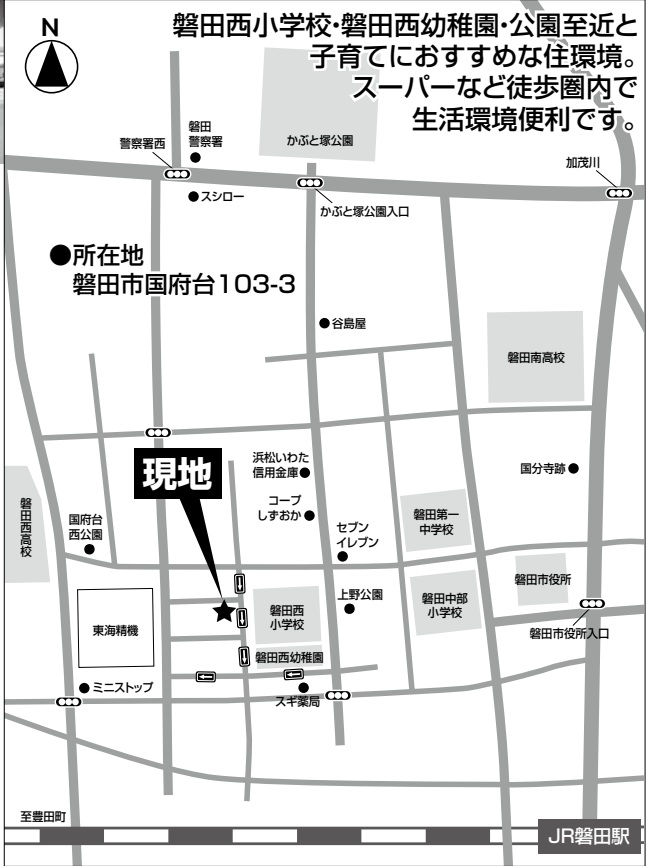 磐田西小学校・磐田西幼稚園・公園至近と
子育てにおすすめな住環境。
スーパーなど徒歩圏内で
生活環境便利です。
N
磐田
警察署
警察署西
かぶと塚公園
加茂川
スシロー
かぶと塚公園入口
●所在地
磐田市国府台103-3
谷島屋
磐田南高校
浜松いわた
信用金庫
現地
国分寺跡
コープ
しずおか
磐田西高校
国府台
西公園
セブン
イレブン
磐田第一
中学校
磐田市役所
東海精機
磐田西
小学校
上野公園
磐田中部
小学校
磐田市役所入口
磐田西幼稚園
ミニストップ
スギ薬局
至豊田町
JR磐田駅